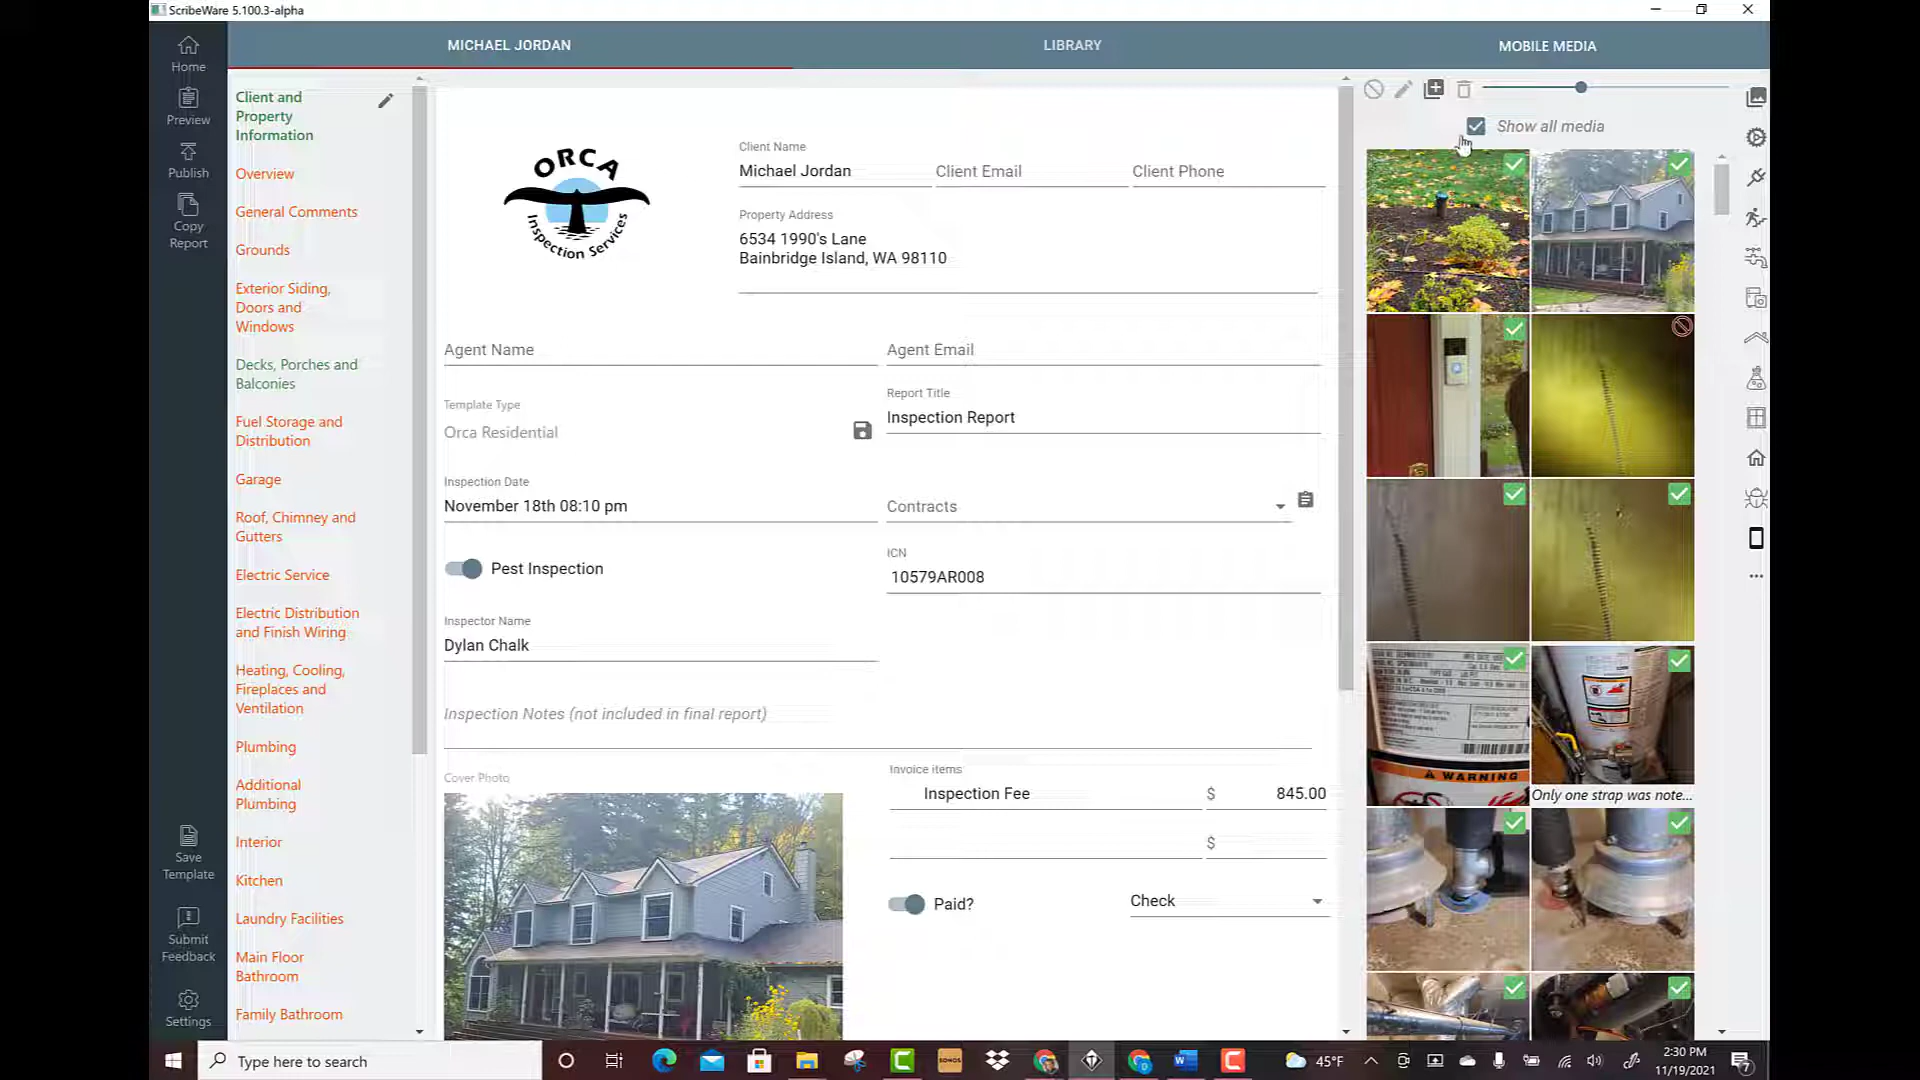 ScribeWare 5.100.3-alpha
MICHAEL JORDAN
LIBRARY
MOBILE MEDIA
Home
Preview
Publish
Copy
Report
Save
Template
Submit
Feedback
Settings
Client and
Property
Information
Overview
General Comments
Grounds
Exterior Siding,
Doors and
Windows
Decks, Porches and
Balconies
Fuel Storage and
Distribution
Garage
Roof, Chimney and
Gutters
Electric Service
Electric Distribution
and Finish Wiring
Heating, Cooling,
Fireplaces and
Ventilation
Plumbing
Additional
Plumbing
Interior
Kitchen
Laundry Facilities
Main Floor
Bathroom
Family Bathroom
ORCA
Inspection Services
Client Name
Michael Jordan
Client Email
Client Phone
Property Address
6534 1990's Lane
Bainbridge Island, WA 98110
Agent Name
Agent Email
Template Type
Orca Residential
Report Title
Inspection Report
Inspection Date
November 18th 08:10 pm
Contracts
Pest Inspection
ICN
10579AR008
Inspector Name
Dylan Chalk
Inspection Notes (not included in final report)
Cover Photo
Invoice items
Inspection Fee
$ 845.00
$
Paid?
Check
Show all media
WARNING
Only one strap was note...
Type here to search
SONOS
45°F
2:30 PM
11/19/2021
7